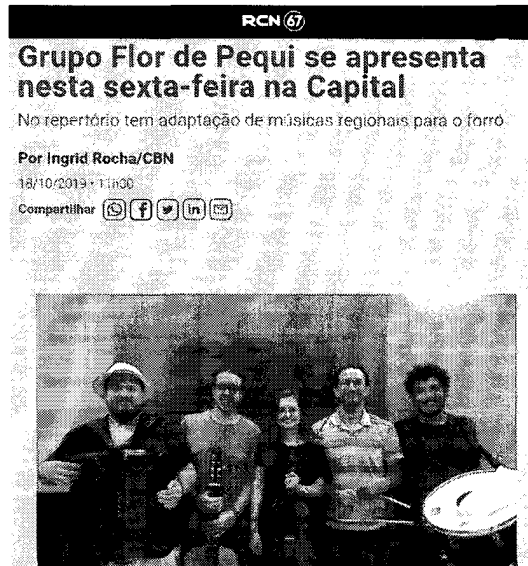 RCN 67
Grupo Flor de Pequi se apresenta
nesta sexta-feira na Capital
No repertório tem adaptação de músicas regionais para o forró
Por Ingrid Rocha/CBN
18/10/2019 • 11h00
Compartilhar